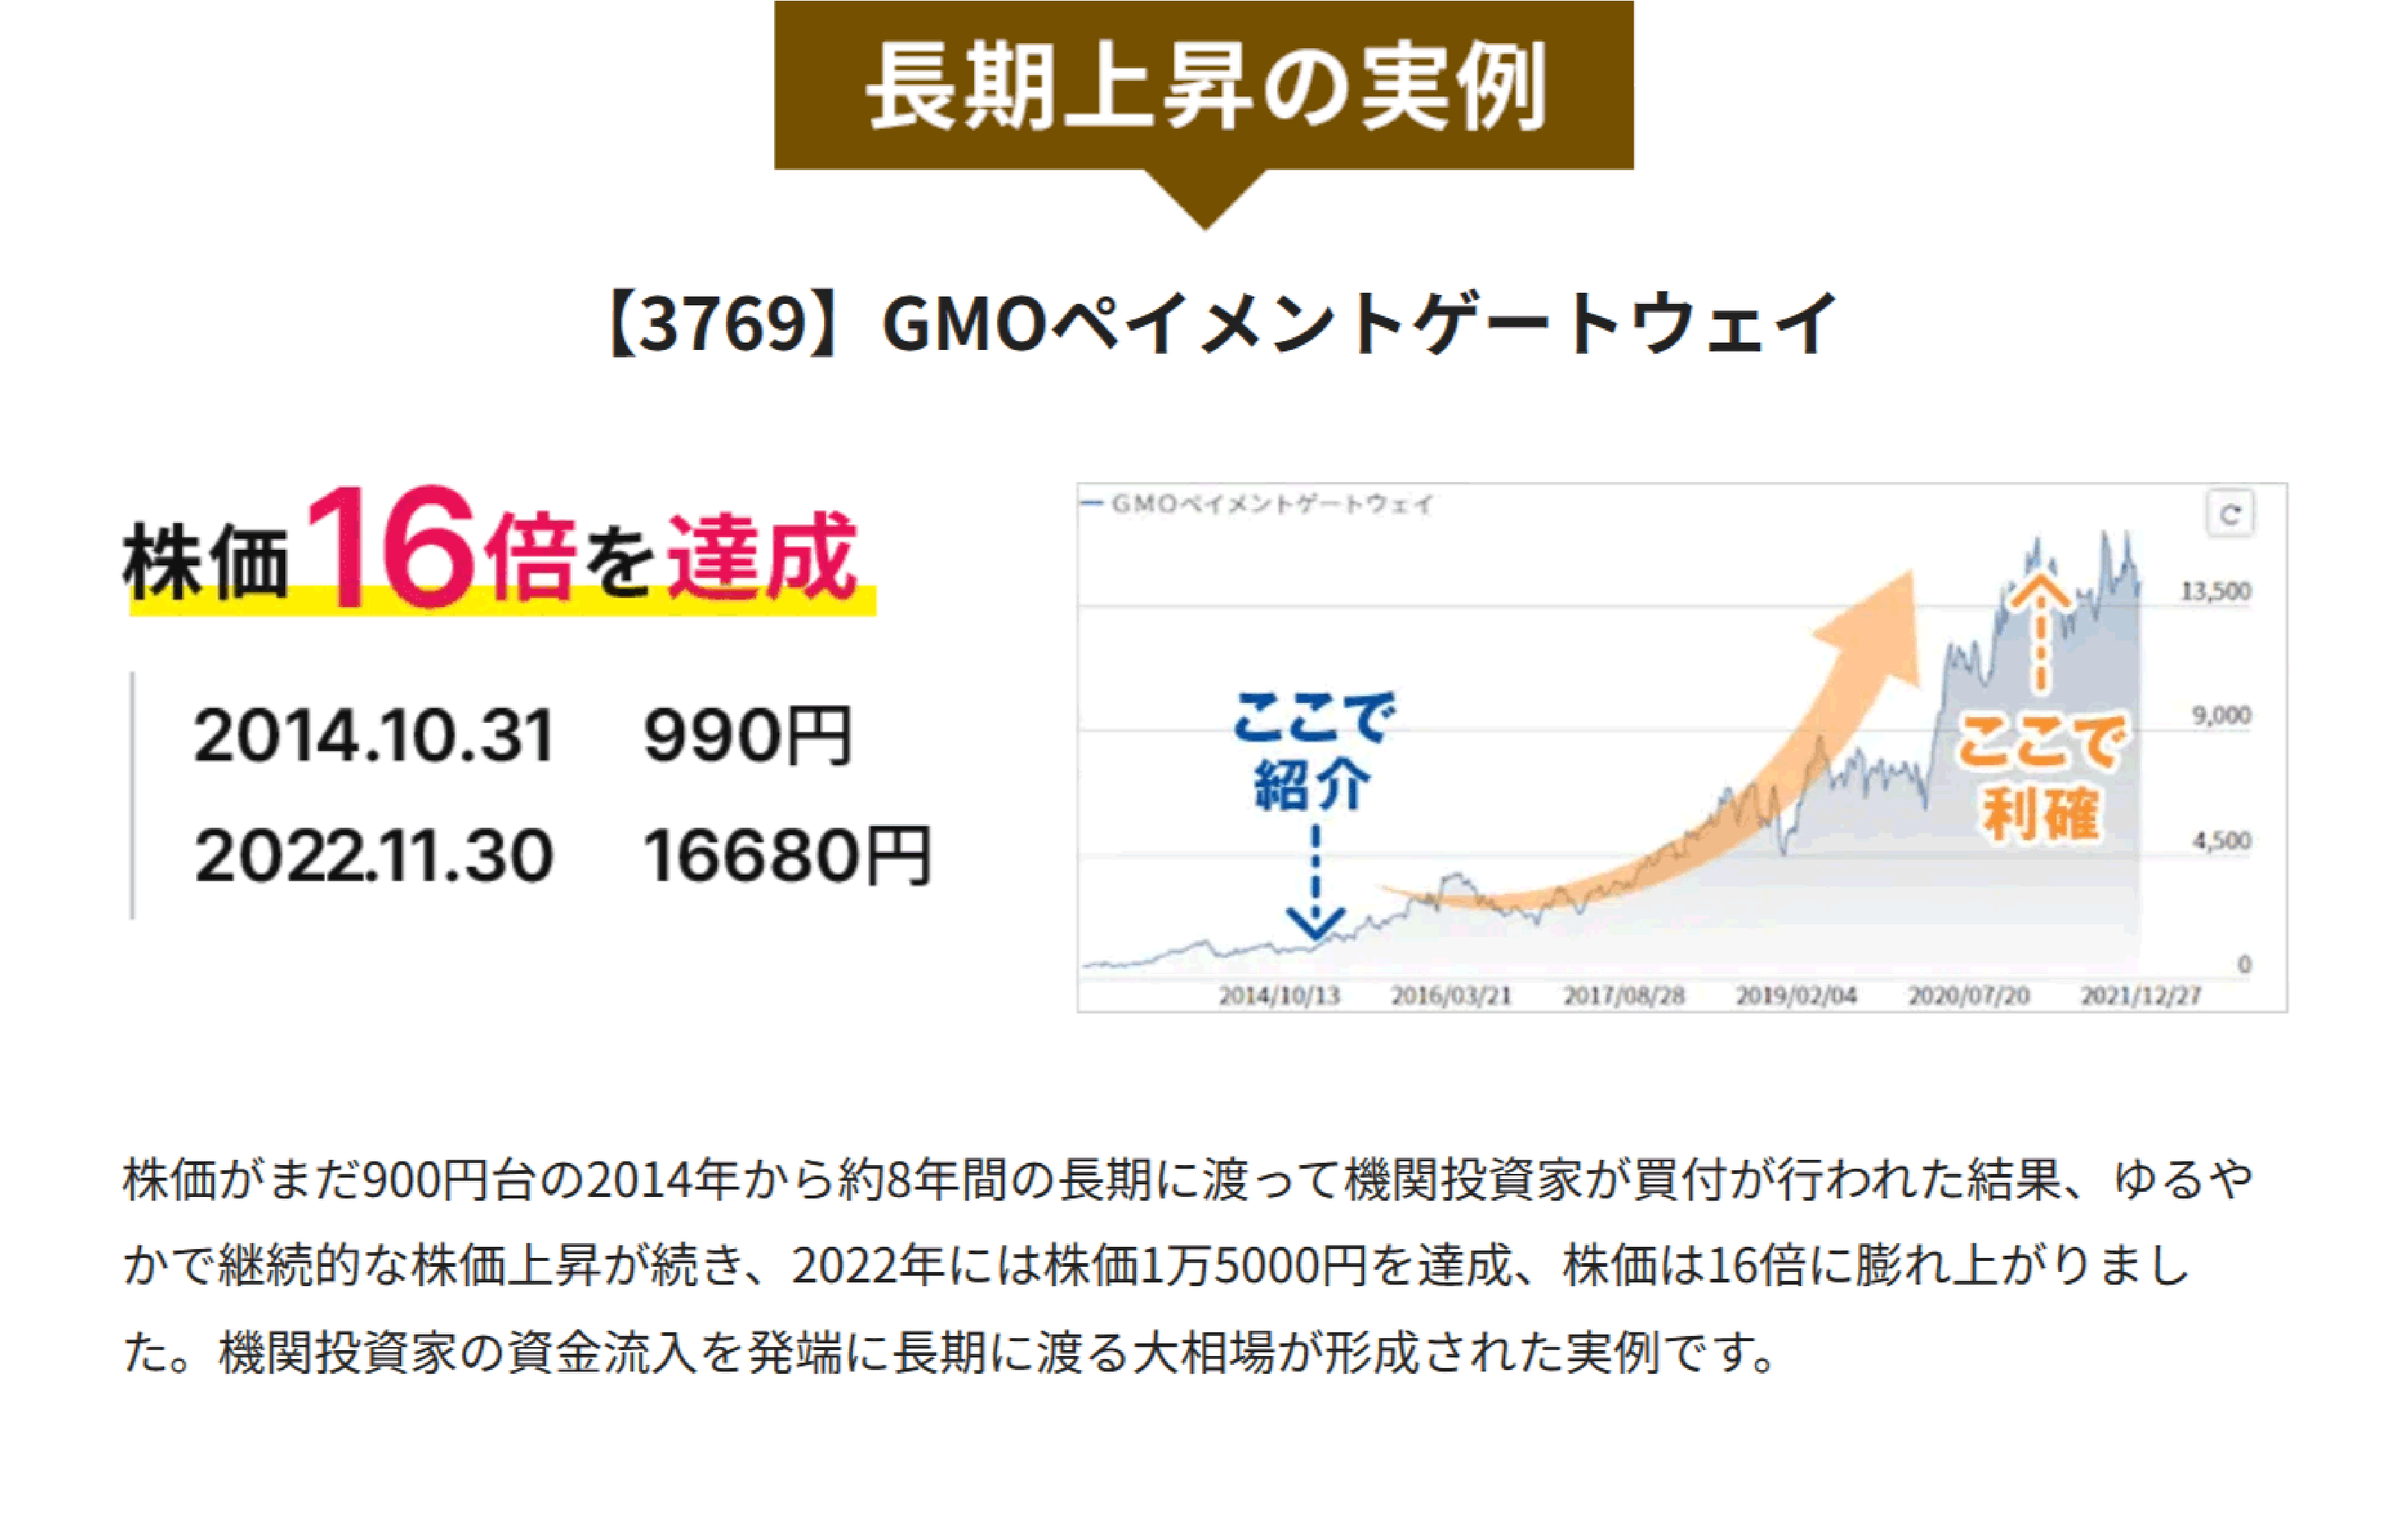 長期上昇の実例
【3769】GMOペイメントゲートウェイ
株価16倍を達成
2014.10.31 990円
2022.11.30 16680円
GMOペイメントゲートウェイ
13,500
9,000
4,500
0
ここで
紹介
ここで
利確
2014/10/13 2016/03/21 2017/08/28 2019/02/04 2020/07/20 2021/12/27
株価がまだ900円台の2014年から約8年間の長期に渡って機関投資家が買付が行われた結果、ゆるや
かで継続的な株価上昇が続き、2022年には株価1万5000円を達成、株価は16倍に膨れ上がりまし
た。機関投資家の資金流入を発端に長期に渡る大相場が形成された実例です。